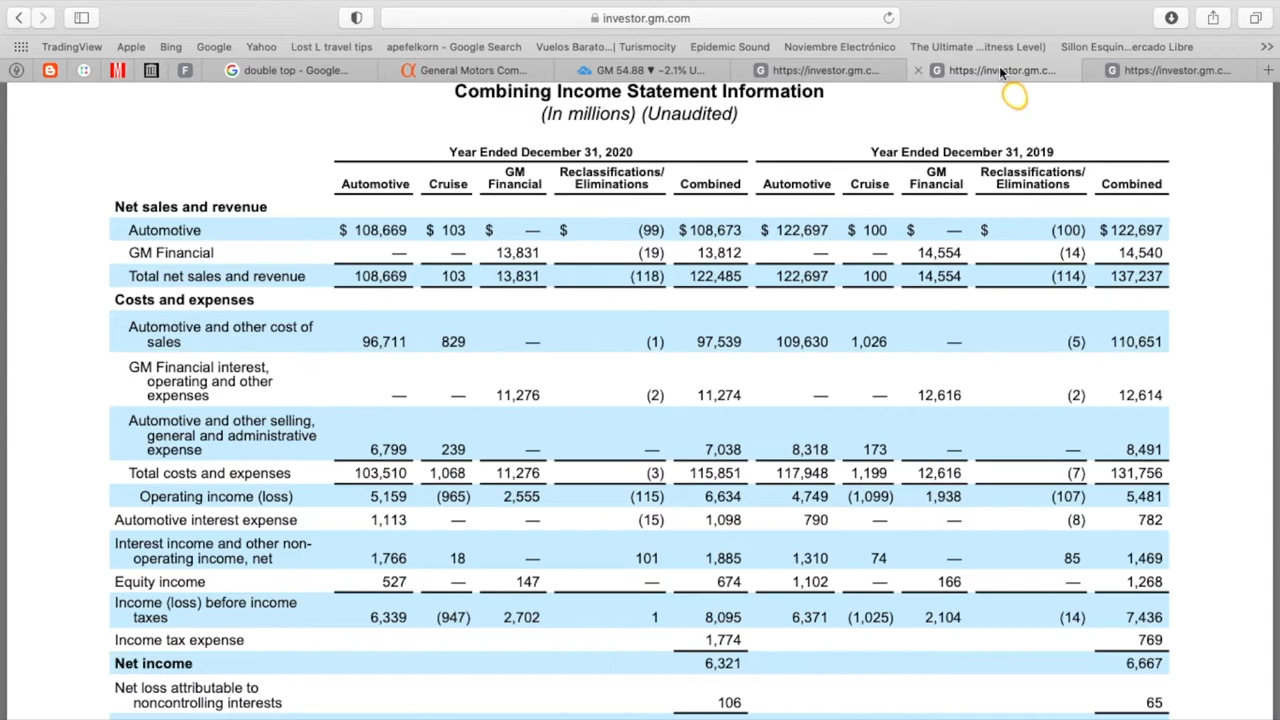 investor.gm.com
TradingView Apple Bing Google Yahoo Lost L travel tips apefelkorn - Google Search Vuelos Barato...| Turismocity Epidemic Sound Noviembre Electrónico The Ultimate ...itness Level) Sillon Esquin...ercado Libre >>
double top - Google... General Motors Com... GM 54.88 ▼ −2.1% U... https://investor.gm.c... https://investor.gm.c... https://investor.gm.c...
Combining Income Statement Information
(In millions) (Unaudited)
Year Ended December 31, 2020 Year Ended December 31, 2019
Automotive Cruise GM Financial Reclassifications/ Eliminations Combined Automotive Cruise GM Financial Reclassifications/ Eliminations Combined
Net sales and revenue
Automotive $ 108,669 $ 103 $ — $ (99) $ 108,673 $ 122,697 $ 100 $ — $ (100) $ 122,697
GM Financial — — 13,831 (19) 13,812 — — 14,554 (14) 14,540
Total net sales and revenue 108,669 103 13,831 (118) 122,485 122,697 100 14,554 (114) 137,237
Costs and expenses
Automotive and other cost of
sales 96,711 829 — (1) 97,539 109,630 1,026 — (5) 110,651
GM Financial interest,
operating and other
expenses — — 11,276 (2) 11,274 — — 12,616 (2) 12,614
Automotive and other selling,
general and administrative
expense 6,799 239 — — 7,038 8,318 173 — — 8,491
Total costs and expenses 103,510 1,068 11,276 (3) 115,851 117,948 1,199 12,616 (7) 131,756
Operating income (loss) 5,159 (965) 2,555 (115) 6,634 4,749 (1,099) 1,938 (107) 5,481
Automotive interest expense 1,113 — — (15) 1,098 790 — — (8) 782
Interest income and other non-
operating income, net 1,766 18 — 101 1,885 1,310 74 — 85 1,469
Equity income 527 — 147 — 674 1,102 — 166 — 1,268
Income (loss) before income
taxes 6,339 (947) 2,702 1 8,095 6,371 (1,025) 2,104 (14) 7,436
Income tax expense 1,774 769
Net income 6,321 6,667
Net loss attributable to
noncontrolling interests 106 65